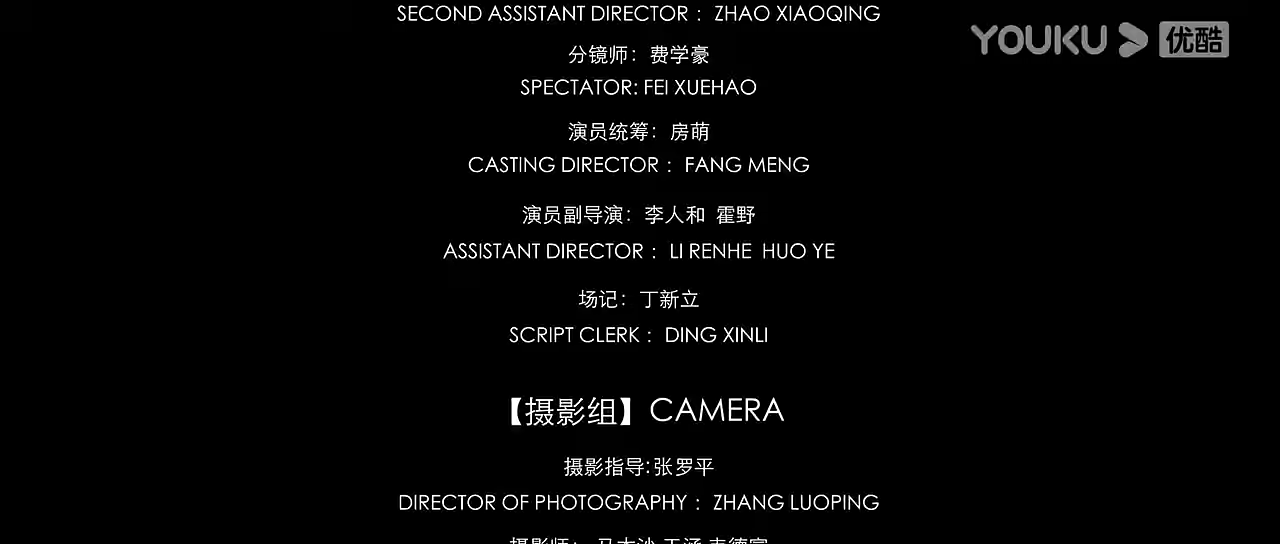 SECOND ASSISTANT DIRECTOR : ZHAO XIAOQING
YOUKU 优酷
分镜师：费学豪
SPECTATOR: FEI XUEHAO
演员统筹：房萌
CASTING DIRECTOR : FANG MENG
演员副导演：李人和 霍野
ASSISTANT DIRECTOR : LI RENHE HUO YE
场记：丁新立
SCRIPT CLERK : DING XINLI
【摄影组】CAMERA
摄影指导:张罗平
DIRECTOR OF PHOTOGRAPHY : ZHANG LUOPING
摄影师：